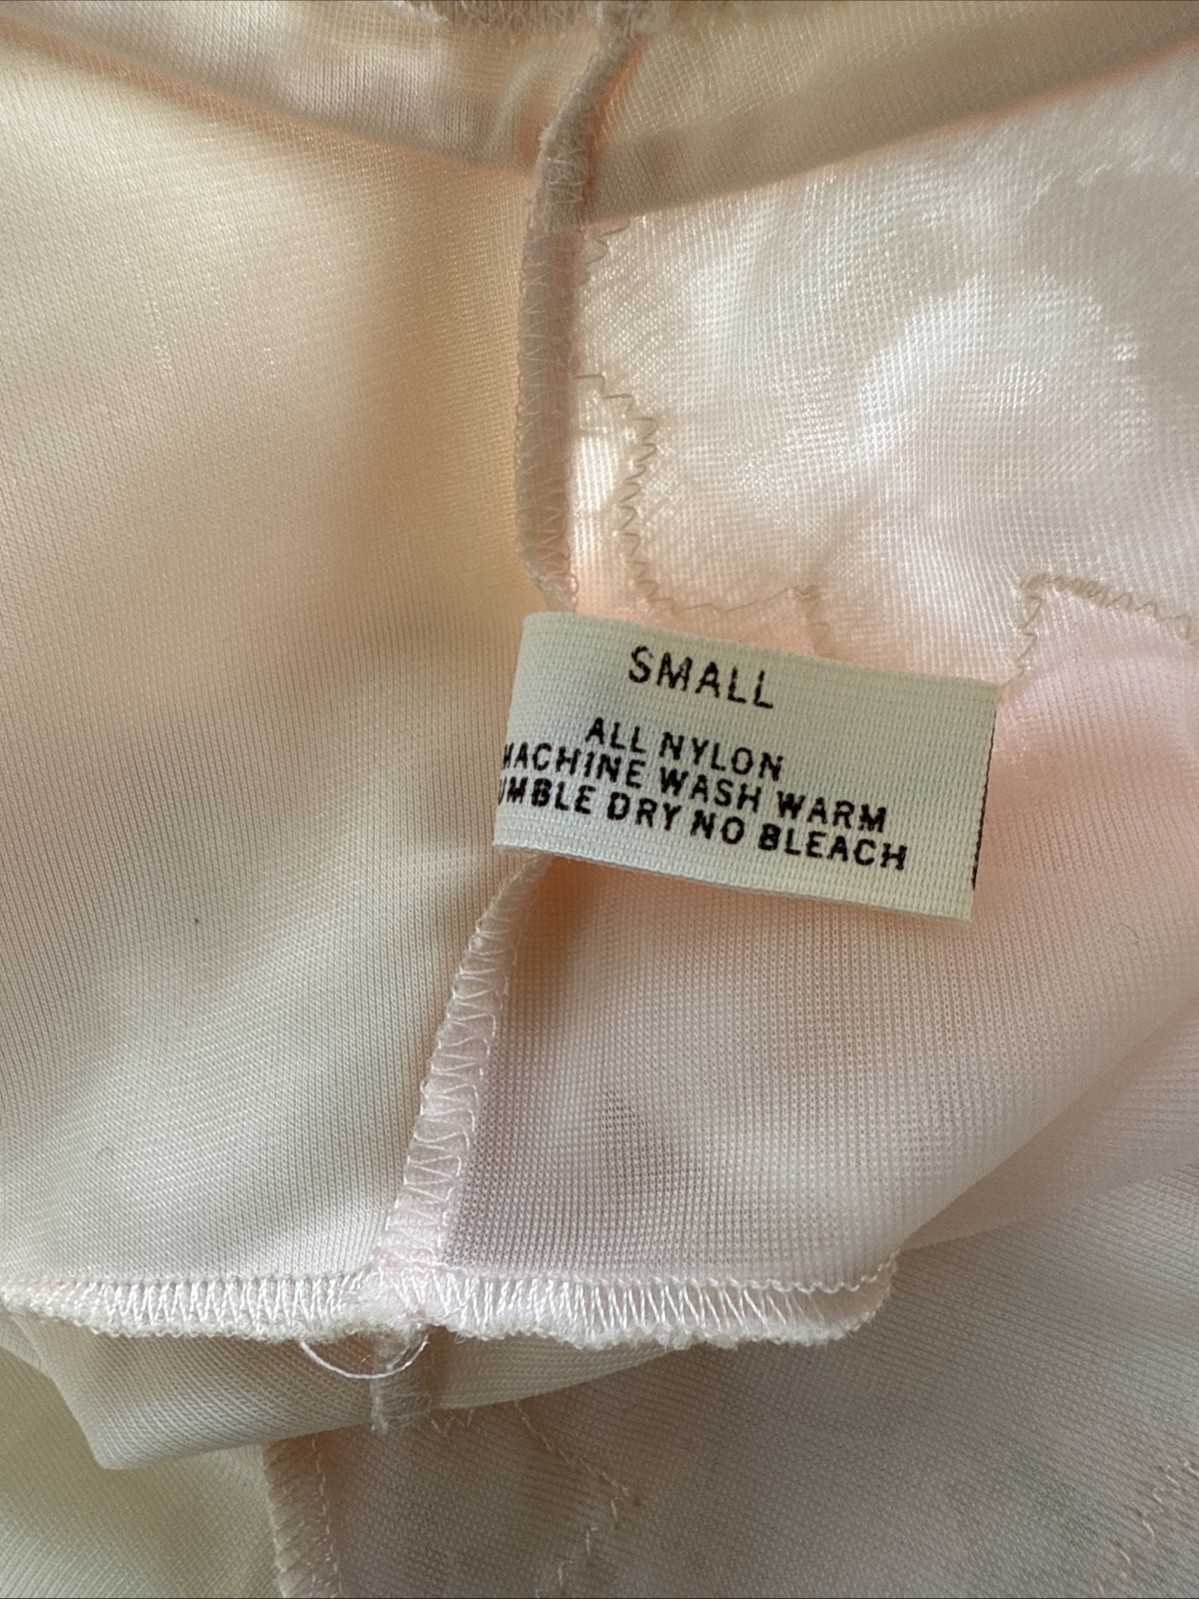 SMALL
ALL NYLON
MACHINE WASH WARM
UMBLE DRY NO BLEACH